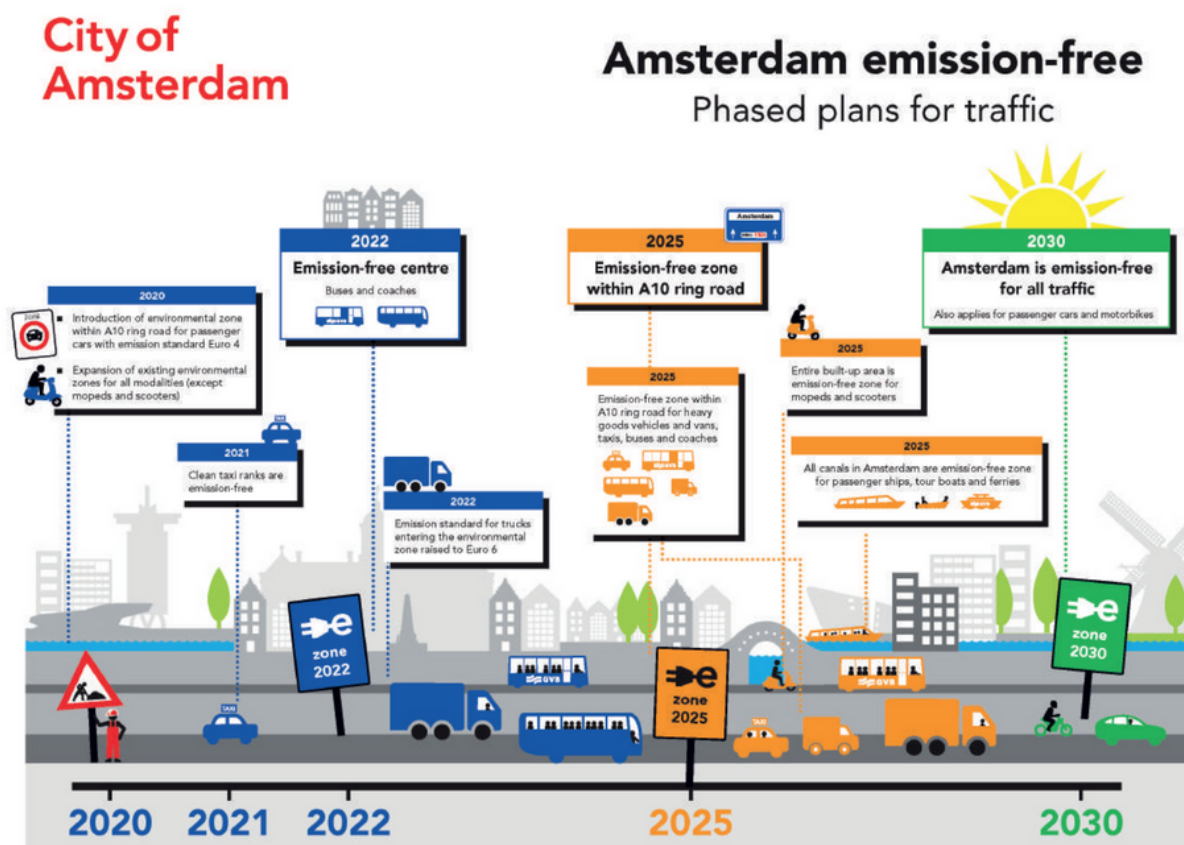 City of
Amsterdam
Amsterdam emission-free
Phased plans for traffic
2020
Introduction of environmental zone
within A10 ring road for passenger
cars with emission standard Euro 4
Expansion of existing environmental
zones for all modalities (except
mopeds and scooters)
TAXI
2021
Clean taxi ranks are
emission-free
2022
Emission-free centre
Buses and coaches
2022
Emission standard for trucks
entering the environmental
zone raised to Euro 6
Amsterdam
2025
Emission-free zone
within A10 ring road
2025
Emission-free zone within
A10 ring road for heavy
goods vehicles and vans,
taxis, buses and coaches
2025
Entire built-up area is
emission-free zone for
mopeds and scooters
2025
All canals in Amsterdam are emission-free zone
for passenger ships, tour boats and ferries
2030
Amsterdam is emission-free
for all traffic
Also applies for passenger cars and motorbikes
e
zone
2022
e
zone
2025
e
zone
2030
TAXI
GVB
TAXI
GVB
2020
2021
2022
2025
2030